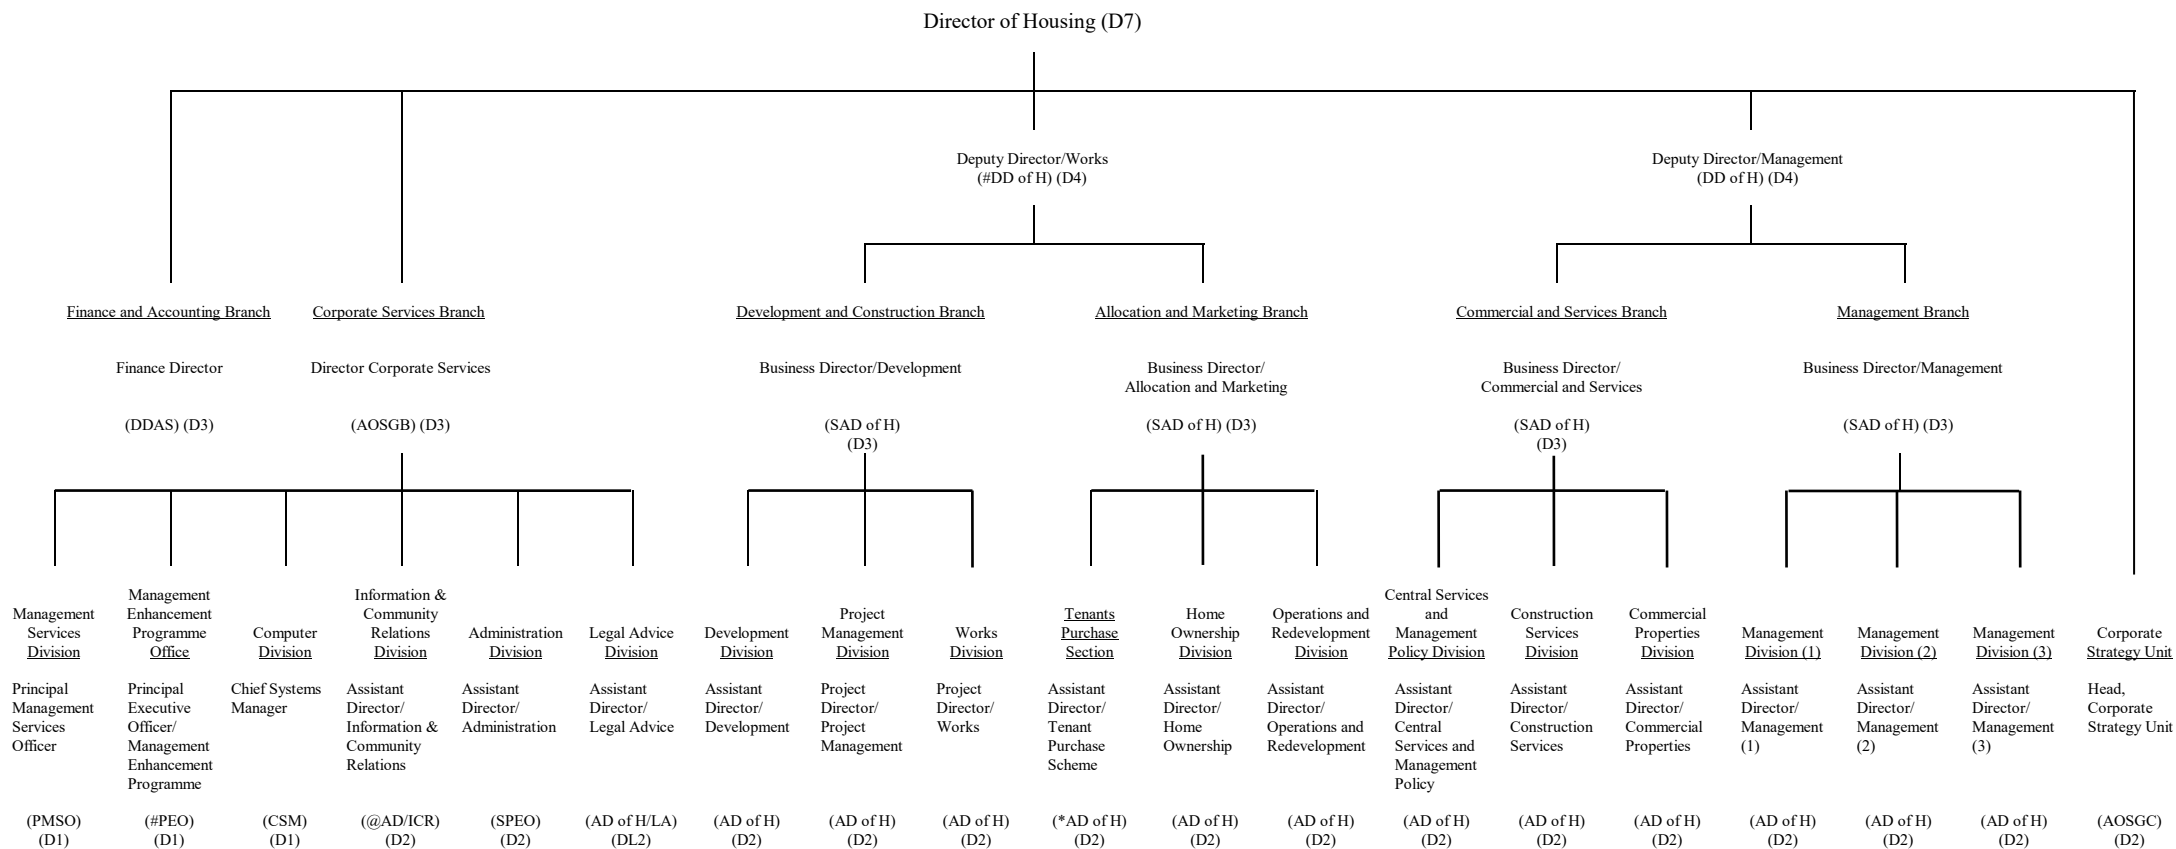 Director of Housing (D7)
Deputy Director/Works
(#DD of H) (D4)
Deputy Director/Management
(DD of H) (D4)
Finance and Accounting Branch
Finance Director
(DDAS) (D3)
Corporate Services Branch
Director Corporate Services
(AOSGB) (D3)
Development and Construction Branch
Business Director/Development
(SAD of H)
(D3)
Allocation and Marketing Branch
Business Director/
Allocation and Marketing
(SAD of H) (D3)
Commercial and Services Branch
Business Director/
Commercial and Services
(SAD of H)
(D3)
Management Branch
Business Director/Management
(SAD of H) (D3)
Management
Services
Division
Principal
Management
Services
Officer
(PMSO)
(D1)
Management
Enhancement
Programme
Office
Principal
Executive
Officer/
Management
Enhancement
Programme
(#PEO)
(D1)
Computer
Division
Chief Systems
Manager
(CSM)
(D1)
Information &
Community
Relations
Division
Assistant
Director/
Information &
Community
Relations
(@AD/ICR)
(D2)
Administration
Division
Assistant
Director/
Administration
(SPEO)
(D2)
Legal Advice
Division
Assistant
Director/
Legal Advice
(AD of H/LA)
(DL2)
Development
Division
Assistant
Director/
Development
(AD of H)
(D2)
Project
Management
Division
Project
Director/
Project
Management
(AD of H)
(D2)
Works
Division
Project
Director/
Works
(AD of H)
(D2)
Tenants
Purchase
Section
Assistant
Director/
Tenant
Purchase
Scheme
(*AD of H)
(D2)
Home
Ownership
Division
Assistant
Director/
Home
Ownership
(AD of H)
(D2)
Operations and
Redevelopment
Division
Assistant
Director/
Operations and
Redevelopment
(AD of H)
(D2)
Central Services
and
Management
Policy Division
Assistant
Director/
Central
Services and
Management
Policy
(AD of H)
(D2)
Construction
Services
Division
Assistant
Director/
Construction
Services
(AD of H)
(D2)
Commercial
Properties
Division
Assistant
Director/
Commercial
Properties
(AD of H)
(D2)
Management
Division (1)
Assistant
Director/
Management
(1)
(AD of H)
(D2)
Management
Division (2)
Assistant
Director/
Management
(2)
(AD of H)
(D2)
Management
Division (3)
Assistant
Director/
Management
(3)
(AD of H)
(D2)
Corporate
Strategy Unit
Head,
Corporate
Strategy Unit
(AOSGC)
(D2)